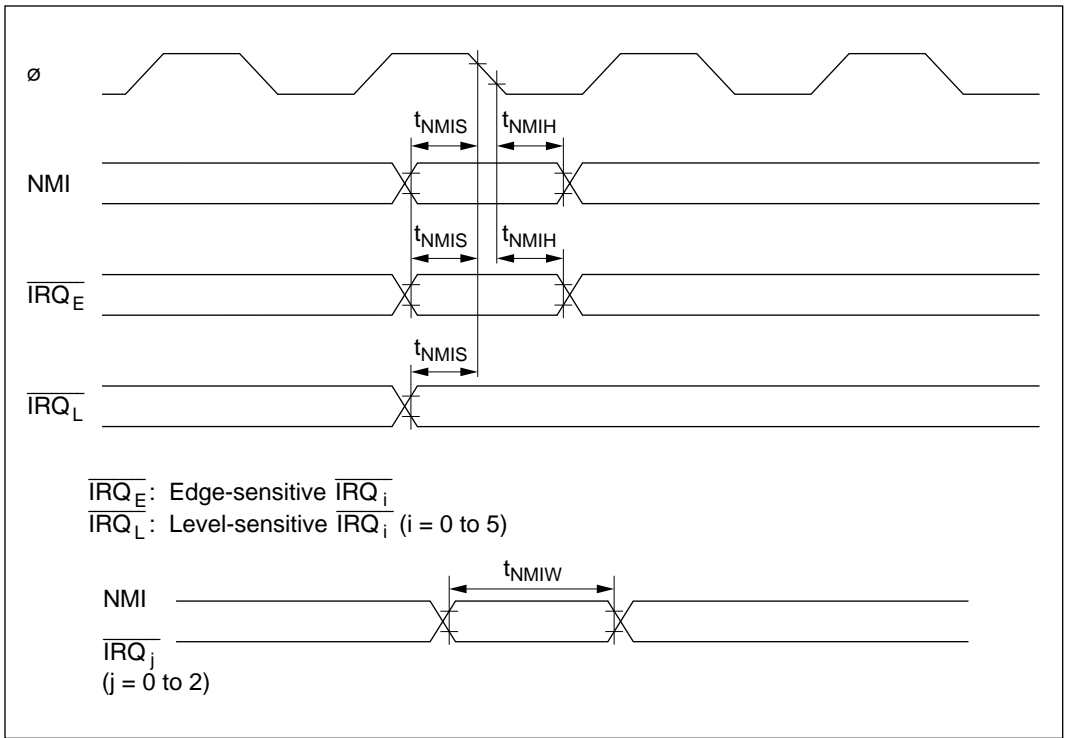 ø
tNMIS tNMIH
NMI
tNMIS tNMIH
IRQE
tNMIS
IRQL
IRQE: Edge-sensitive IRQi
IRQL: Level-sensitive IRQi (i = 0 to 5)
tNMIW
NMI
IRQj
(j = 0 to 2)